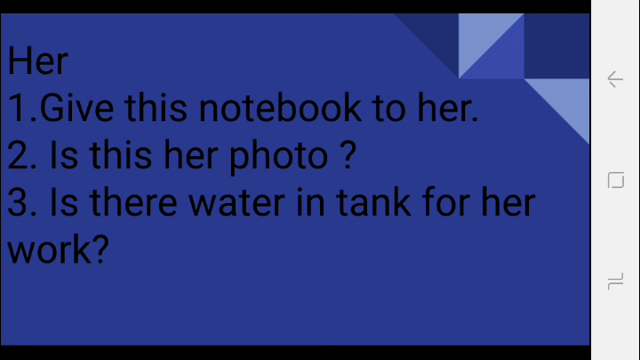 Her
1.Give this notebook to her.
2. Is this her photo ?
3. Is there water in tank for her
work?